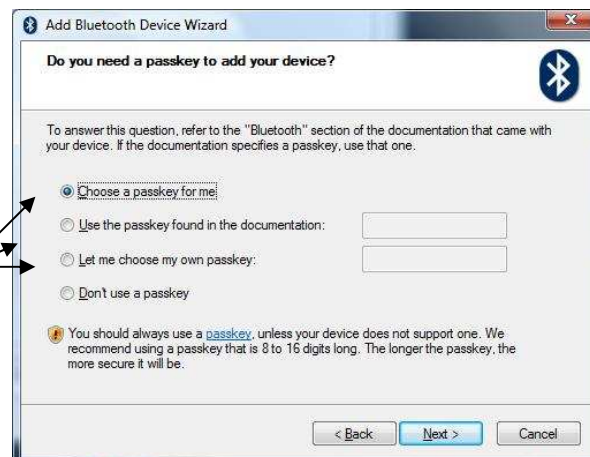 Add Bluetooth Device Wizard
Do you need a passkey to add your device?
To answer this question, refer to the "Bluetooth" section of the documentation that came with
your device. If the documentation specifies a passkey, use that one.
Choose a passkey for me
Use the passkey found in the documentation:
Let me choose my own passkey:
Don't use a passkey
You should always use a passkey, unless your device does not support one. We
recommend using a passkey that is 8 to 16 digits long. The longer the passkey, the
more secure it will be.
< Back Next > Cancel